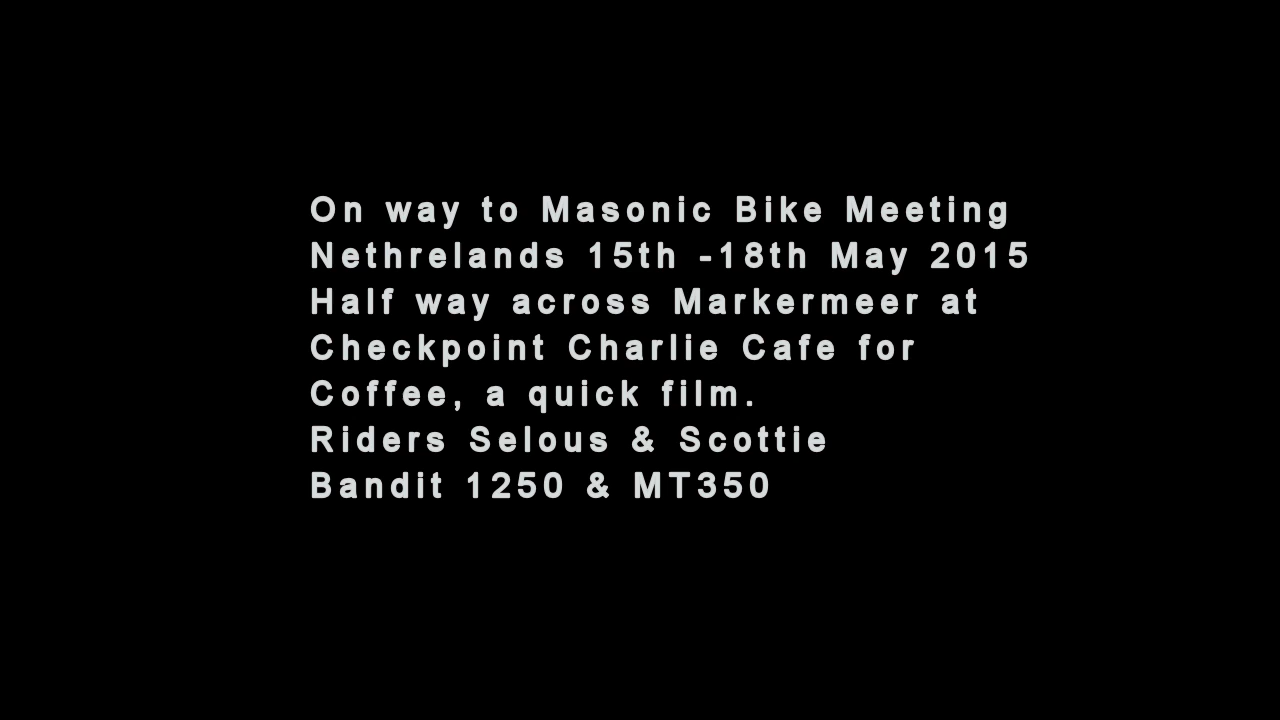 On way to Masonic Bike Meeting
Nethrelands 15th -18th May 2015
Half way across Markermeer at
Checkpoint Charlie Cafe for
Coffee, a quick film.
Riders Selous & Scottie
Bandit 1250 & MT350